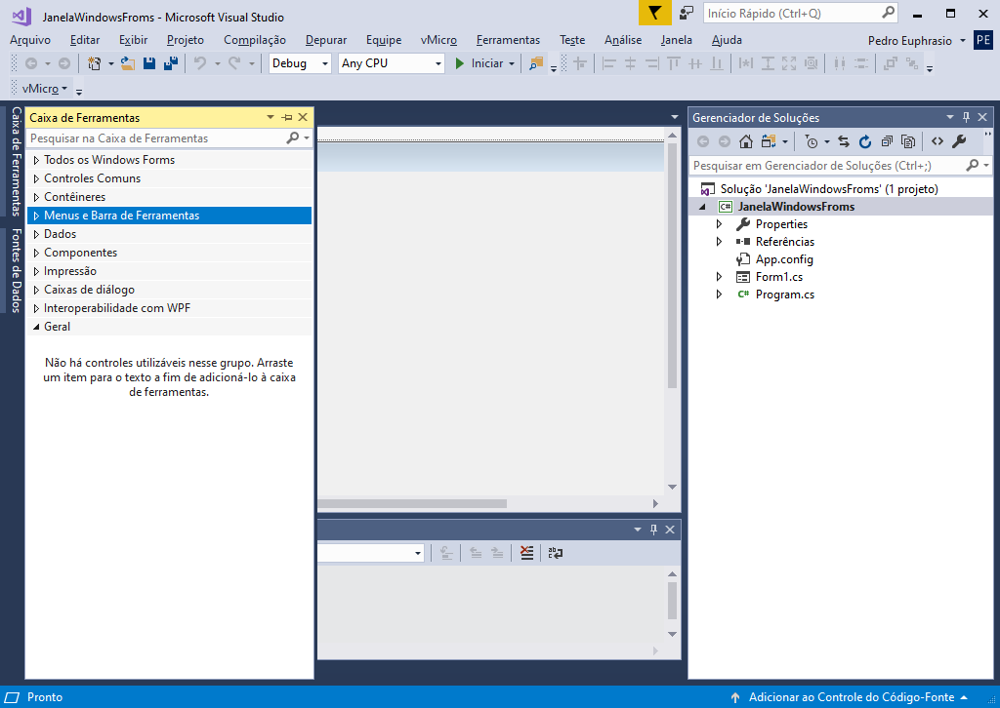 JanelaWindowsFroms - Microsoft Visual Studio
Início Rápido (Ctrl+Q)
Arquivo Editar Exibir Projeto Compilação Depurar Equipe vMicro Ferramentas Teste Análise Janela Ajuda Pedro Euphrasio PE
Debug Any CPU Iniciar
vMicro
Caixa de Ferramentas
Fontes de Dados
Caixa de Ferramentas
Pesquisar na Caixa de Ferramentas
Todos os Windows Forms
Controles Comuns
Contêineres
Menus e Barra de Ferramentas
Dados
Componentes
Impressão
Caixas de diálogo
Interoperabilidade com WPF
Geral
Não há controles utilizáveis nesse grupo. Arraste
um item para o texto a fim de adicioná-lo à caixa
de ferramentas.
Gerenciador de Soluções
Pesquisar em Gerenciador de Soluções (Ctrl+;)
Solução 'JanelaWindowsFroms' (1 projeto)
C# JanelaWindowsFroms
Properties
Referências
App.config
Form1.cs
C# Program.cs
Pronto
Adicionar ao Controle do Código-Fonte